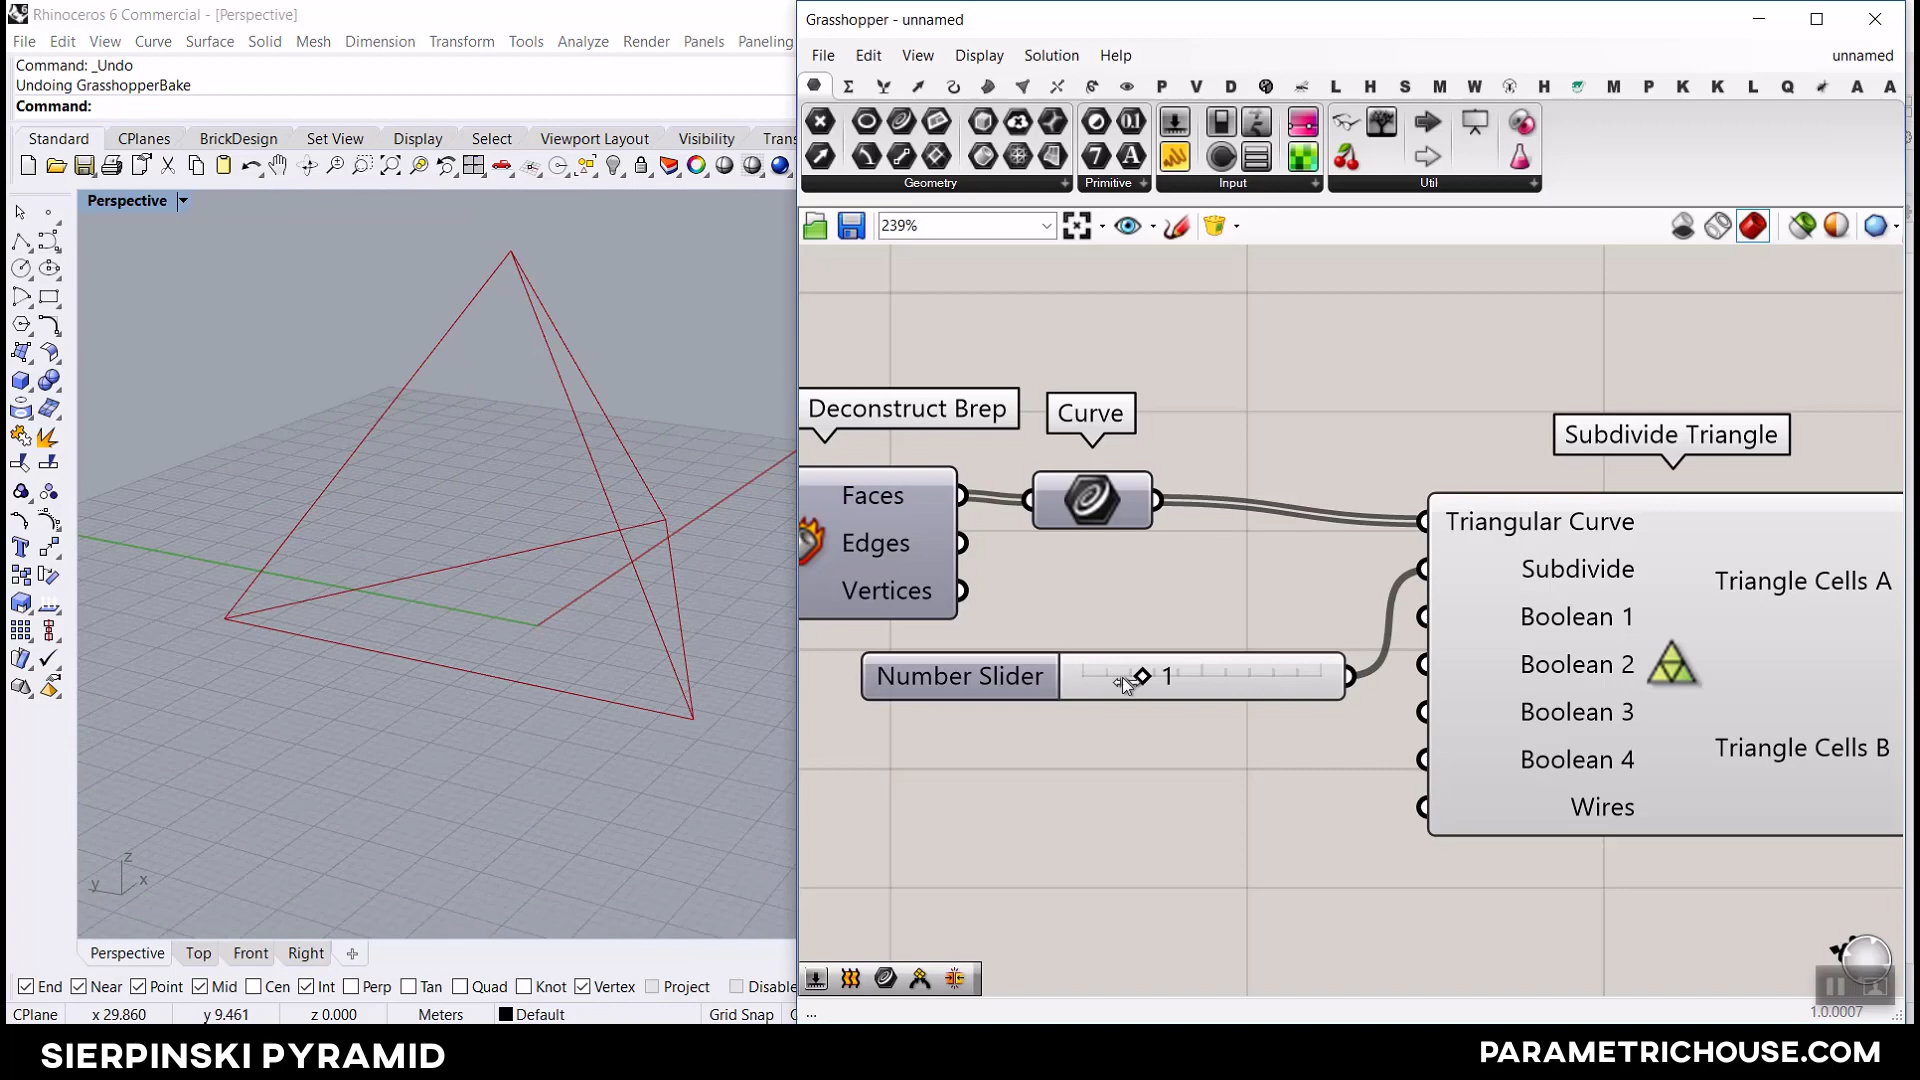 Rhinoceros 6 Commercial - [Perspective]
File Edit View Curve Surface Solid Mesh Dimension Transform Tools Analyze Render Panels Paneling
Command: _Undo
Undoing GrasshopperBake
Command:
Standard CPlanes BrickDesign Set View Display Select Viewport Layout Visibility Trans
Perspective
z
y x
Perspective Top Front Right
End Near Point Mid Cen Int Perp Tan Quad Knot Vertex Project Disable
CPlane x 29.860 y 9.461 z 0.000 Meters Default Grid Snap
Grasshopper - unnamed
File Edit View Display Solution Help unnamed
P V D L H S M W H M P K K L Q A A
Geometry Primitive Input Util
239%
Deconstruct Brep
Curve
Subdivide Triangle
Faces
Edges
Vertices
Number Slider 1
Triangular Curve
Subdivide
Boolean 1
Boolean 2
Boolean 3
Boolean 4
Wires
Triangle Cells A
Triangle Cells B
...
1.0.0007
SIERPINSKI PYRAMID
PARAMETRICHOUSE.COM